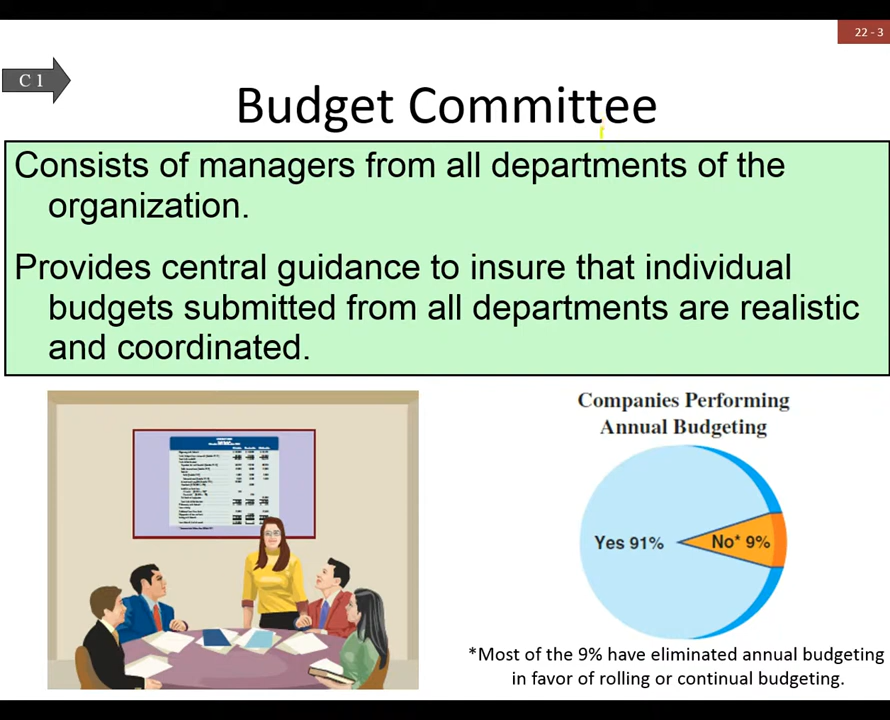 22 - 3
C 1
Budget Committee
Consists of managers from all departments of the
organization.
Provides central guidance to insure that individual
budgets submitted from all departments are realistic
and coordinated.
Companies Performing
Annual Budgeting
Yes 91%
No* 9%
*Most of the 9% have eliminated annual budgeting
in favor of rolling or continual budgeting.